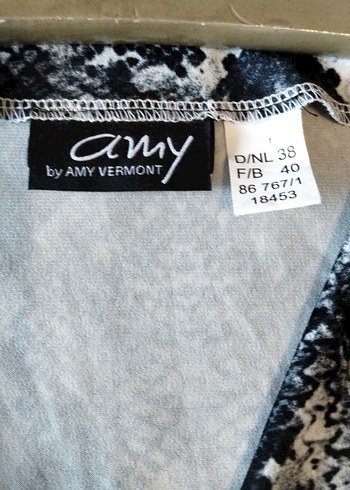 amy
by AMY VERMONT
D/NL 38
F/B 40
86 767/1
18453